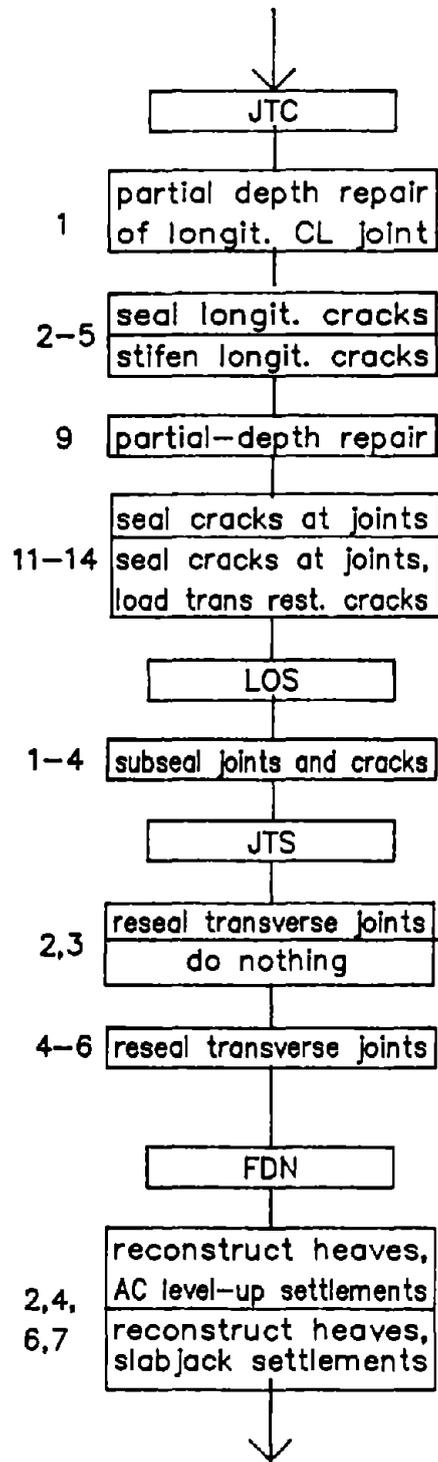 JTC
1
partial depth repair
of longit. CL joint
2-5
seal longit. cracks
stifen longit. cracks
9
partial-depth repair
11-14
seal cracks at joints
seal cracks at joints,
load trans rest. cracks
LOS
1-4
subseal joints and cracks
JTS
2,3
reseal transverse joints
do nothing
4-6
reseal transverse joints
FDN
2,4,
6,7
reconstruct heaves,
AC level-up settlements
reconstruct heaves,
slabjack settlements